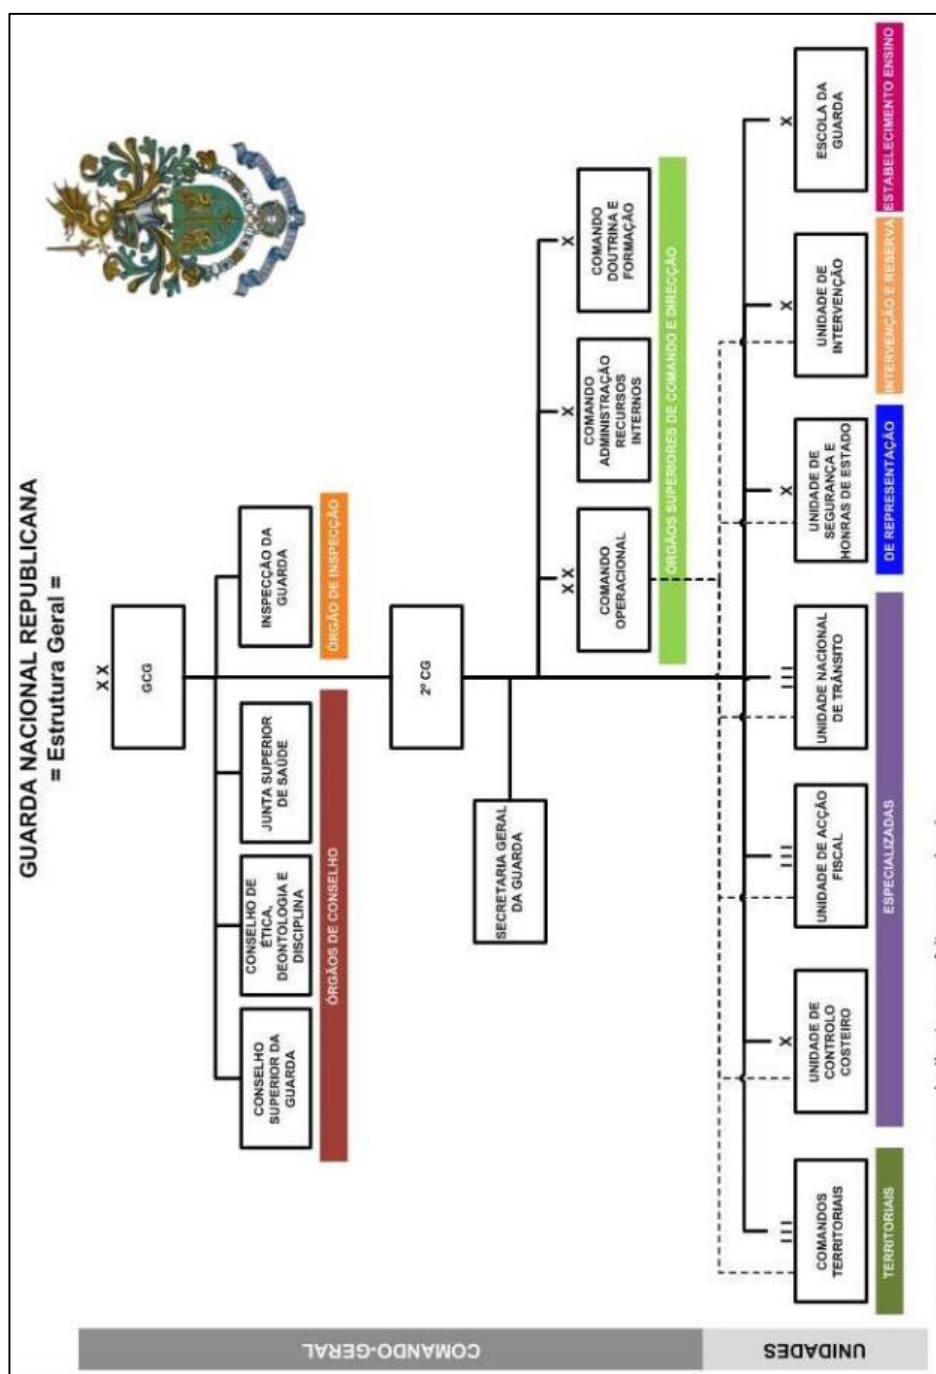 GUARDA NACIONAL REPUBLICANA
= Estrutura Geral =
X X
GCG
CONSELHO
SUPERIOR DA
GUARDA
CONSELHO DE
ÉTICA,
DEONTOLOGIA E
DISCIPLINA
JUNTA SUPERIOR
DE SAÚDE
INSPECÇÃO DA
GUARDA
ÓRGÃOS DE CONSELHO
ÓRGÃO DE INSPECÇÃO
2º CG
SECRETARIA GERAL
DA GUARDA
X X
COMANDO
OPERACIONAL
X
COMANDO
ADMINISTRAÇÃO
RECURSOS
INTERNOS
X
COMANDO
DOUTRINA E
FORMAÇÃO
ÓRGÃOS SUPERIORES DE COMANDO E DIRECÇÃO
COMANDO-GERAL
III
COMANDOS
TERRITORIAIS
X
UNIDADE DE
CONTROLO
COSTEIRO
III
UNIDADE DE ACÇÃO
FISCAL
III
UNIDADE NACIONAL
DE TRÂNSITO
X
UNIDADE DE
SEGURANÇA E
HONRAS DE ESTADO
X
UNIDADE DE
INTERVENÇÃO
X
ESCOLA DA
GUARDA
TERRITORIAIS
ESPECIALIZADAS
DE REPRESENTAÇÃO
INTERVENÇÃO E RESERVA
ESTABELECIMENTO ENSINO
UNIDADES